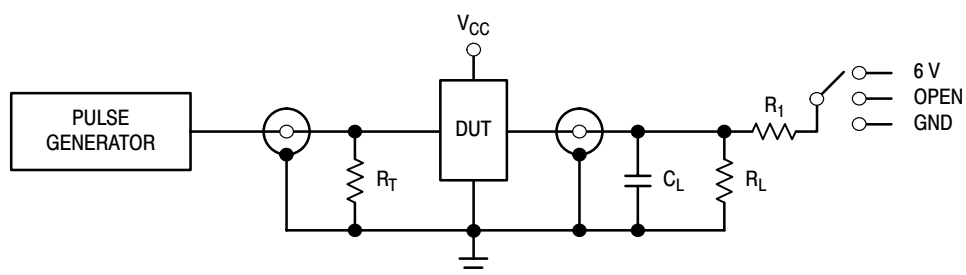 V_CC
PULSE
GENERATOR
DUT
R_T
C_L
R_L
R_1
6 V
OPEN
GND